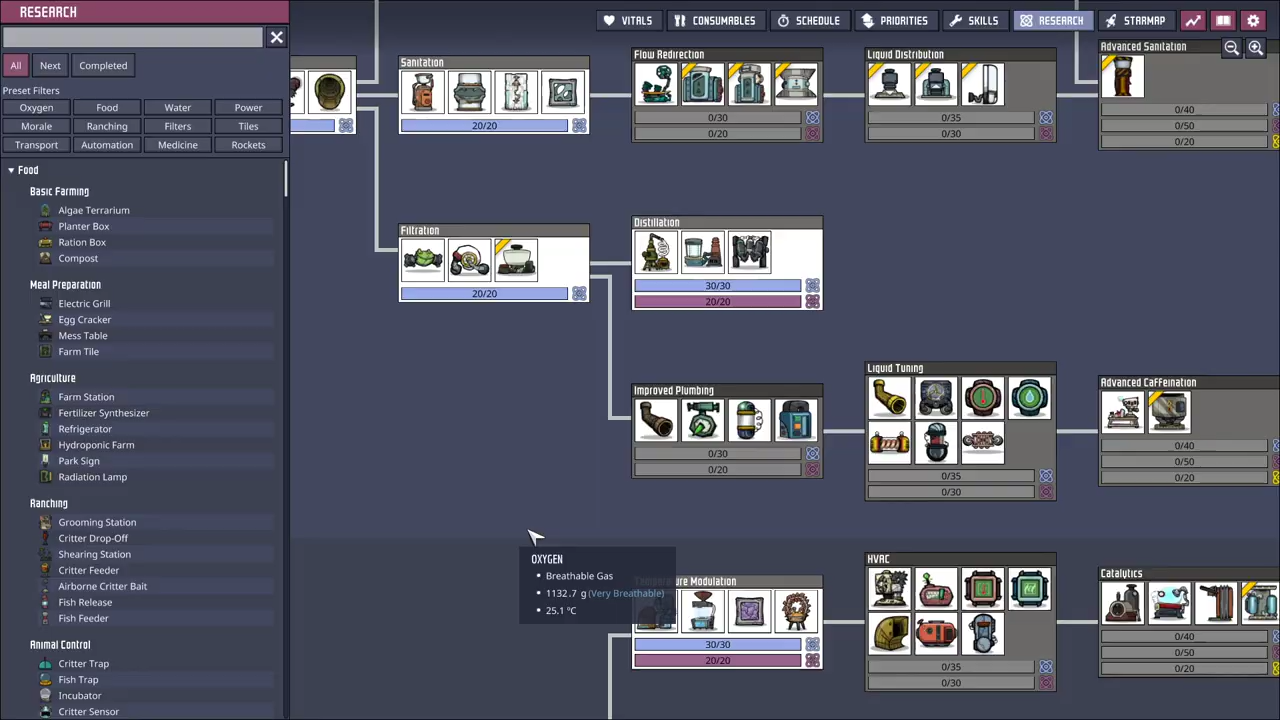 RESEARCH
VITALS
CONSUMABLES
SCHEDULE
PRIORITIES
SKILLS
RESEARCH
STARMAP
All
Next
Completed
Preset Filters
Oxygen
Food
Water
Power
Morale
Ranching
Filters
Tiles
Transport
Automation
Medicine
Rockets
Food
Basic Farming
Algae Terrarium
Planter Box
Ration Box
Compost
Meal Preparation
Electric Grill
Egg Cracker
Mess Table
Farm Tile
Agriculture
Farm Station
Fertilizer Synthesizer
Refrigerator
Hydroponic Farm
Park Sign
Radiation Lamp
Ranching
Grooming Station
Critter Drop-Off
Shearing Station
Critter Feeder
Airborne Critter Bait
Fish Release
Fish Feeder
Animal Control
Critter Trap
Fish Trap
Incubator
Critter Sensor
Sanitation
20/20
Flow Redirection
0/30
0/20
Liquid Distribution
0/35
0/30
Advanced Sanitation
0/40
0/50
0/20
Filtration
20/20
Distillation
30/30
20/20
Improved Plumbing
0/30
0/20
Liquid Tuning
0/35
0/30
Advanced Caffeination
0/40
0/50
0/20
OXYGEN
Breathable Gas
1132.7 g (Very Breathable)
25.1 °C
Temperature Modulation
30/30
20/20
HVAC
0/35
0/30
Catalytics
0/40
0/50
0/20